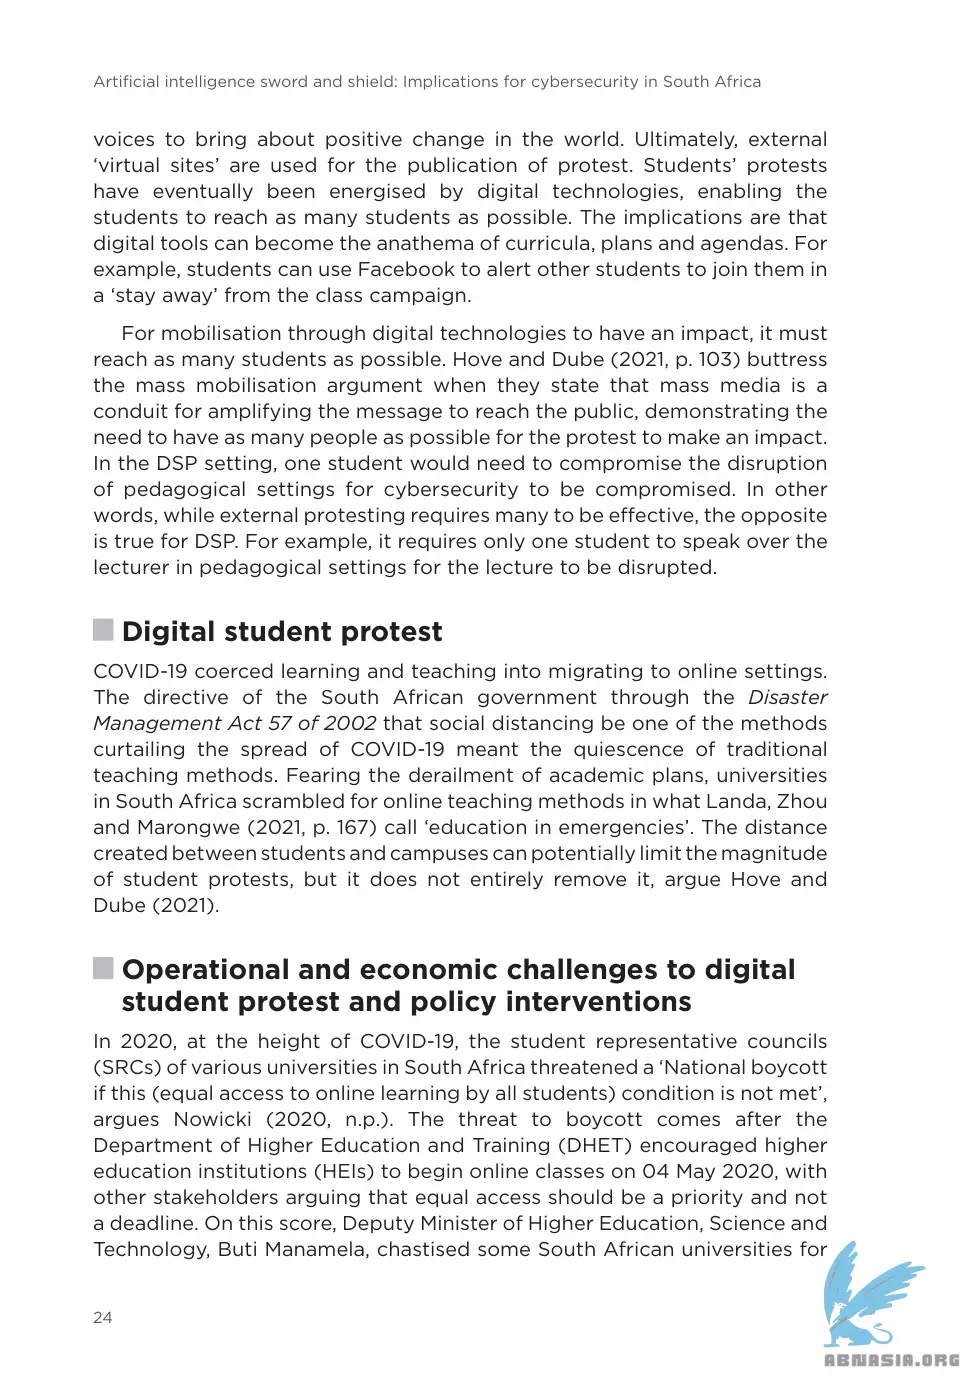 Artificial intelligence sword and shield: Implications for cybersecurity in South Africa
voices to bring about positive change in the world. Ultimately, external
‘virtual sites’ are used for the publication of protest. Students’ protests
have eventually been energised by digital technologies, enabling the
students to reach as many students as possible. The implications are that
digital tools can become the anathema of curricula, plans and agendas. For
example, students can use Facebook to alert other students to join them in
a ‘stay away’ from the class campaign.
For mobilisation through digital technologies to have an impact, it must
reach as many students as possible. Hove and Dube (2021, p. 103) buttress
the mass mobilisation argument when they state that mass media is a
conduit for amplifying the message to reach the public, demonstrating the
need to have as many people as possible for the protest to make an impact.
In the DSP setting, one student would need to compromise the disruption
of pedagogical settings for cybersecurity to be compromised. In other
words, while external protesting requires many to be effective, the opposite
is true for DSP. For example, it requires only one student to speak over the
lecturer in pedagogical settings for the lecture to be disrupted.
Digital student protest
COVID-19 coerced learning and teaching into migrating to online settings.
The directive of the South African government through the Disaster
Management Act 57 of 2002 that social distancing be one of the methods
curtailing the spread of COVID-19 meant the quiescence of traditional
teaching methods. Fearing the derailment of academic plans, universities
in South Africa scrambled for online teaching methods in what Landa, Zhou
and Marongwe (2021, p. 167) call ‘education in emergencies’. The distance
created between students and campuses can potentially limit the magnitude
of student protests, but it does not entirely remove it, argue Hove and
Dube (2021).
Operational and economic challenges to digital
student protest and policy interventions
In 2020, at the height of COVID-19, the student representative councils
(SRCs) of various universities in South Africa threatened a ‘National boycott
if this (equal access to online learning by all students) condition is not met’,
argues Nowicki (2020, n.p.). The threat to boycott comes after the
Department of Higher Education and Training (DHET) encouraged higher
education institutions (HEIs) to begin online classes on 04 May 2020, with
other stakeholders arguing that equal access should be a priority and not
a deadline. On this score, Deputy Minister of Higher Education, Science and
Technology, Buti Manamela, chastised some South African universities for
24
ABNASIA.ORG